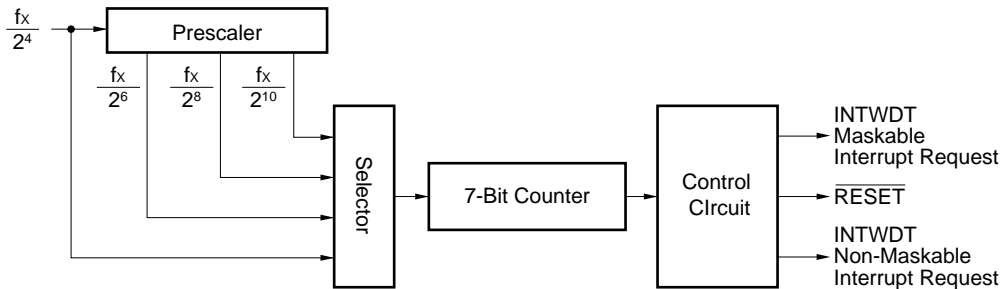 fX
2⁴
Prescaler
fX
2⁶
fX
2⁸
fX
2¹⁰
Selector
7-Bit Counter
Control
CIrcuit
INTWDT
Maskable
Interrupt Request
RESET
INTWDT
Non-Maskable
Interrupt Request